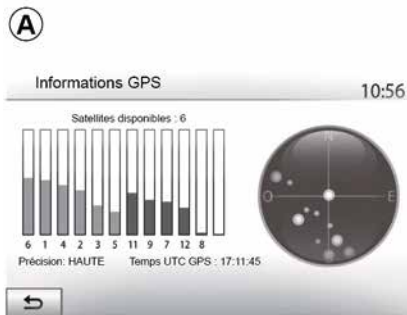 A
Informations GPS 10:56
Satellites disponibles : 6
6 1 4 2 3 5 11 9 7 12 8
N
O E
Précision: HAUTE Temps UTC GPS : 17:11:45